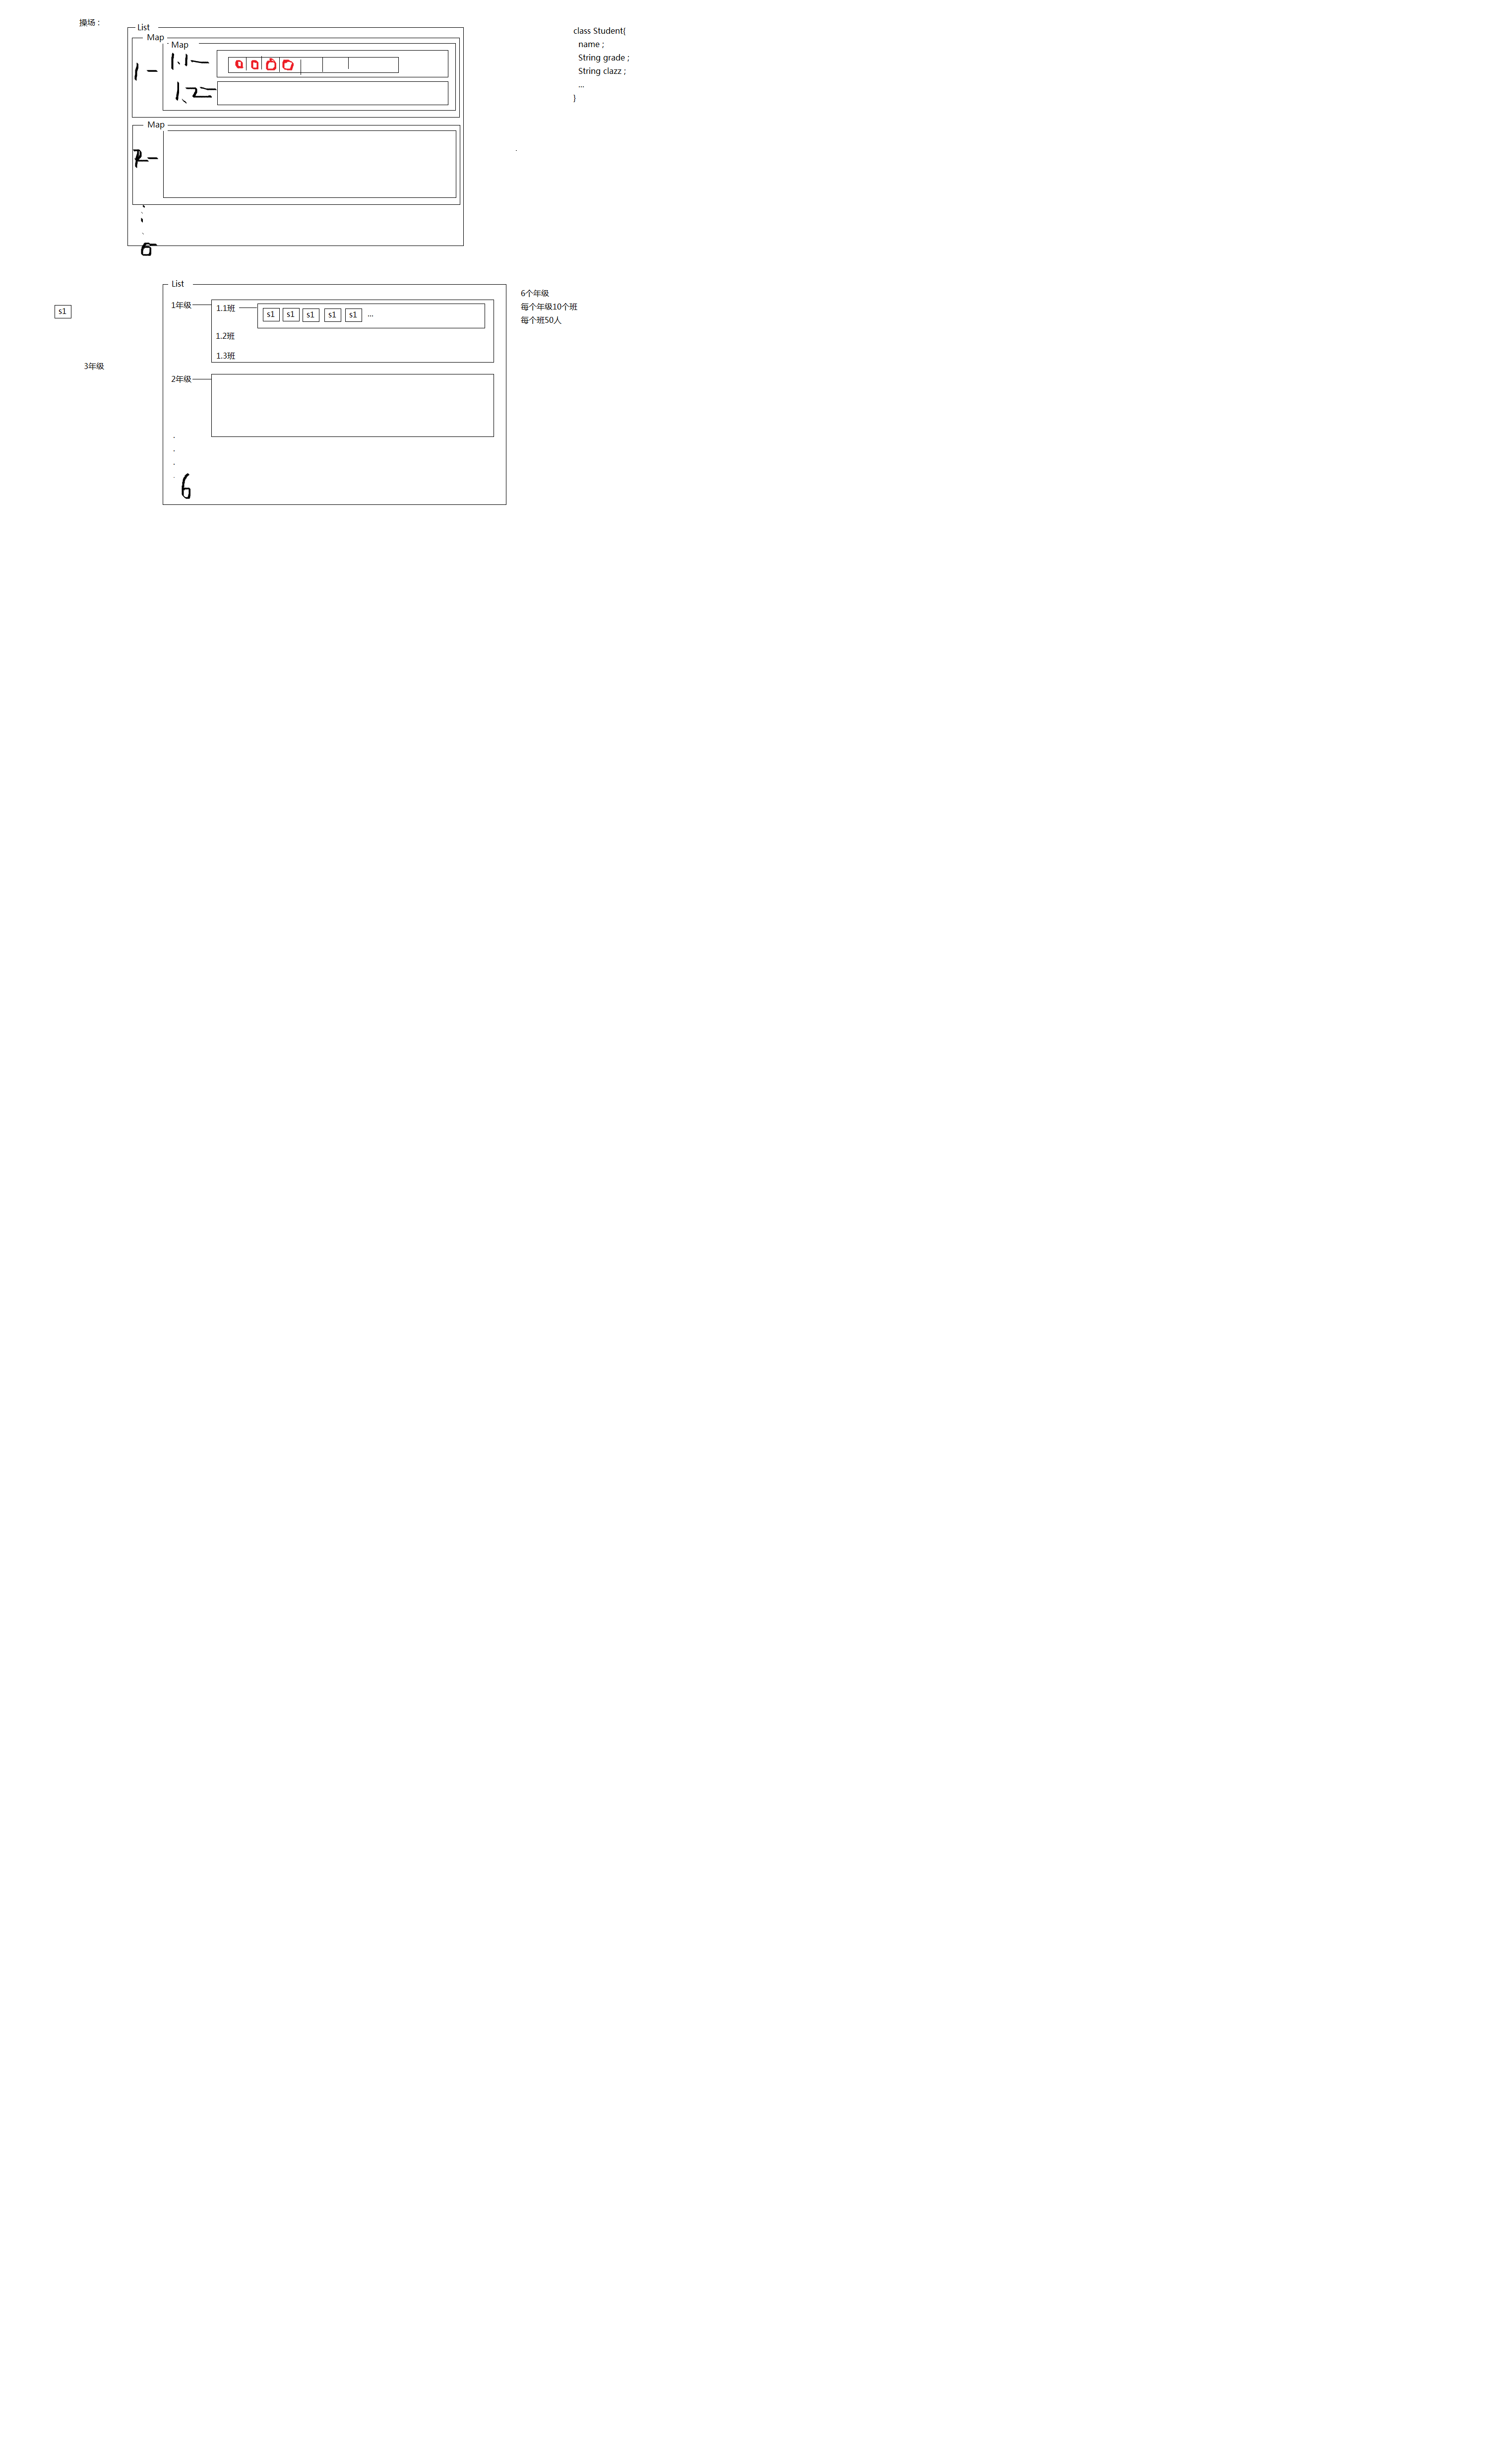 操场：
List
Map
Map
1
1.1
1.2
Map
2
6
class Student{
name ;
String grade ;
String clazz ;
...
}
List
1年级
1.1班
s1 s1 s1 s1 s1 ...
1.2班
1.3班
2年级
6
s1
3年级
6个年级
每个年级10个班
每个班50人